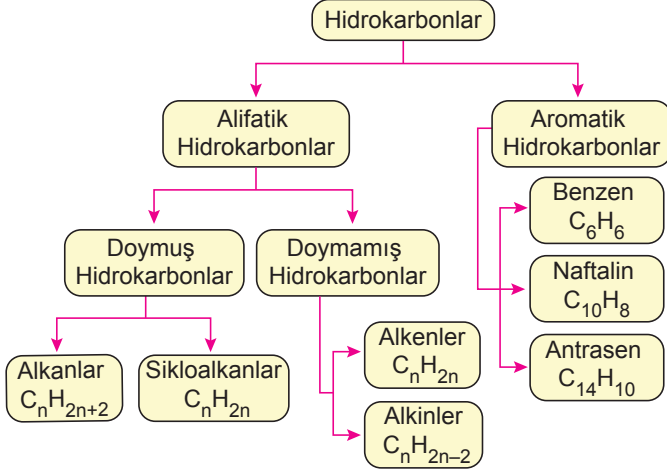 Hidrokarbonlar
Alifatik
Hidrokarbonlar
Aromatik
Hidrokarbonlar
Doymuş
Hidrokarbonlar
Doymamış
Hidrokarbonlar
Benzen
C₆H₆
Naftalin
C₁₀H₈
Antrasen
C₁₄H₁₀
Alkanlar
CₙH₂ₙ₊₂
Sikloalkanlar
CₙH₂ₙ
Alkenler
CₙH₂ₙ
Alkinler
CₙH₂ₙ₋₂